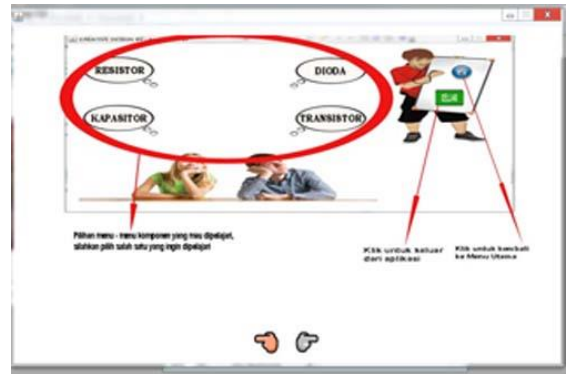 RESISTOR
DIODA
KAPASITOR
TRANSISTOR
Pilihan menu - menu komponen yang mau dipelajari,
silahkan pilih salah satu yang ingin dipelajari
Klik untuk keluar
dari aplikasi
Klik untuk kembali
ke Menu Utama